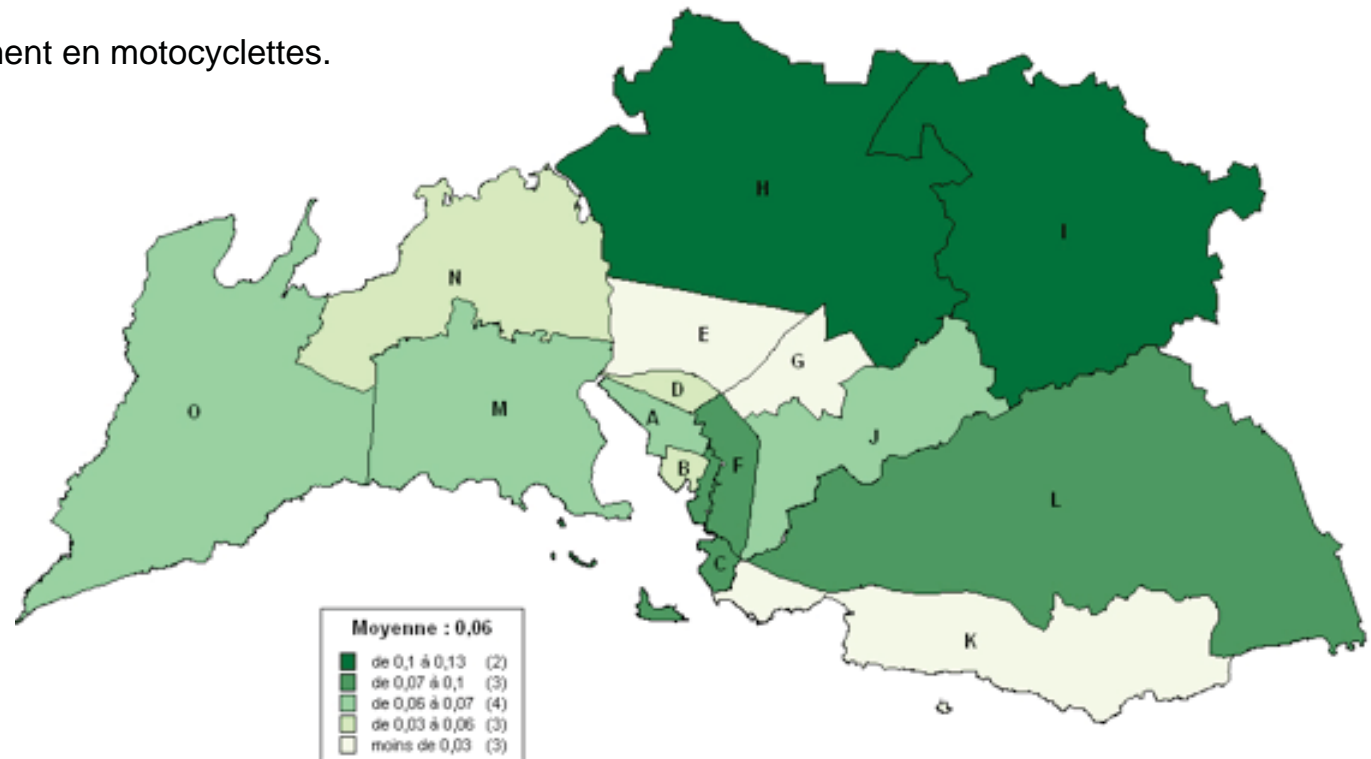 nent en motocyclettes.
H
I
N
E
G
D
O
M
A
J
B
F
L
C
K
Moyenne : 0,06
de 0,1 à 0,13 (2)
de 0,07 à 0,1 (3)
de 0,06 à 0,07 (4)
de 0,03 à 0,06 (3)
moins de 0,03 (3)